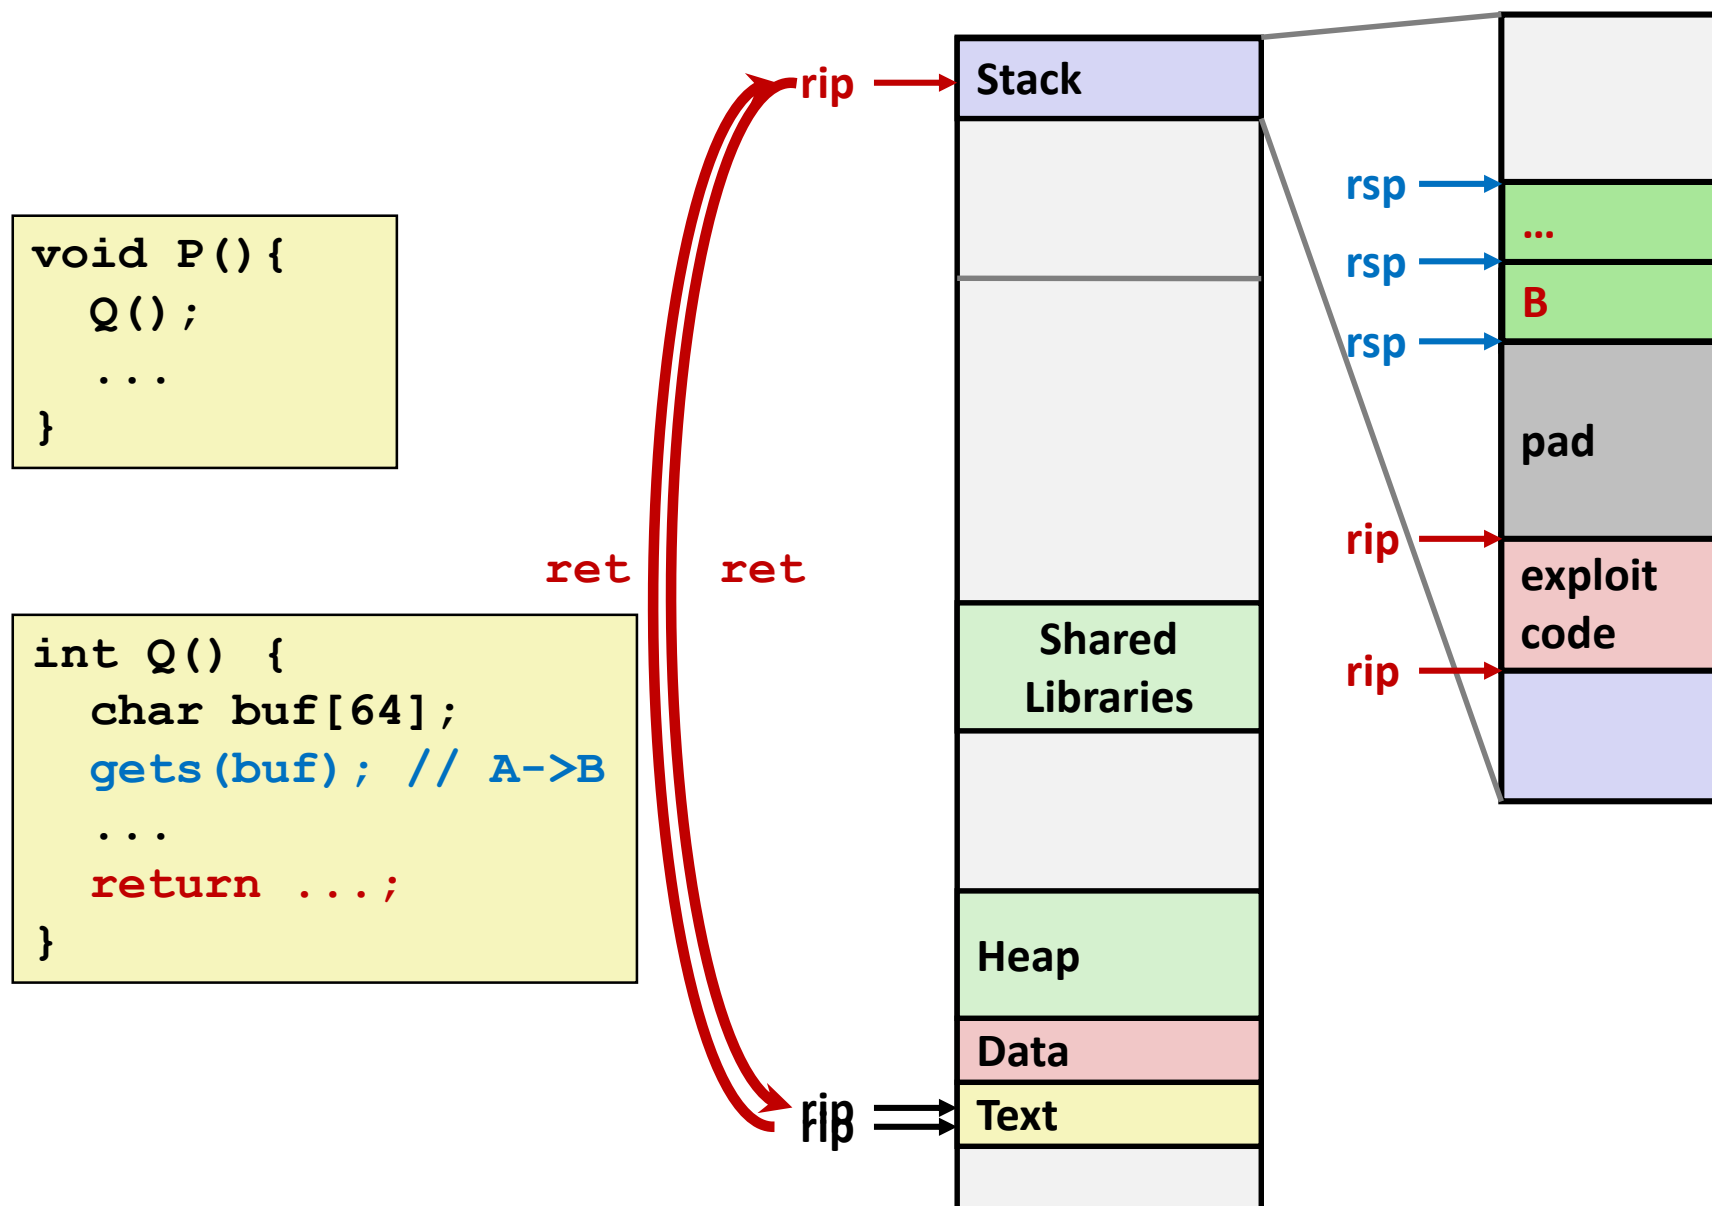 void P(){
  Q();
  ...
}
int Q() {
  char buf[64];
  gets(buf); // A->B
  ...
  return ...;
}
ret
ret
rip
rip
rip
Stack
Shared
Libraries
Heap
Data
Text
rsp
rsp
rsp
rip
rip
...
B
pad
exploit
code